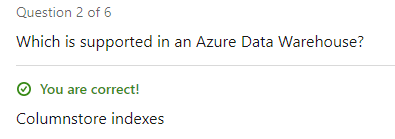 Question 2 of 6
Which is supported in an Azure Data Warehouse?
You are correct!
Columnstore indexes